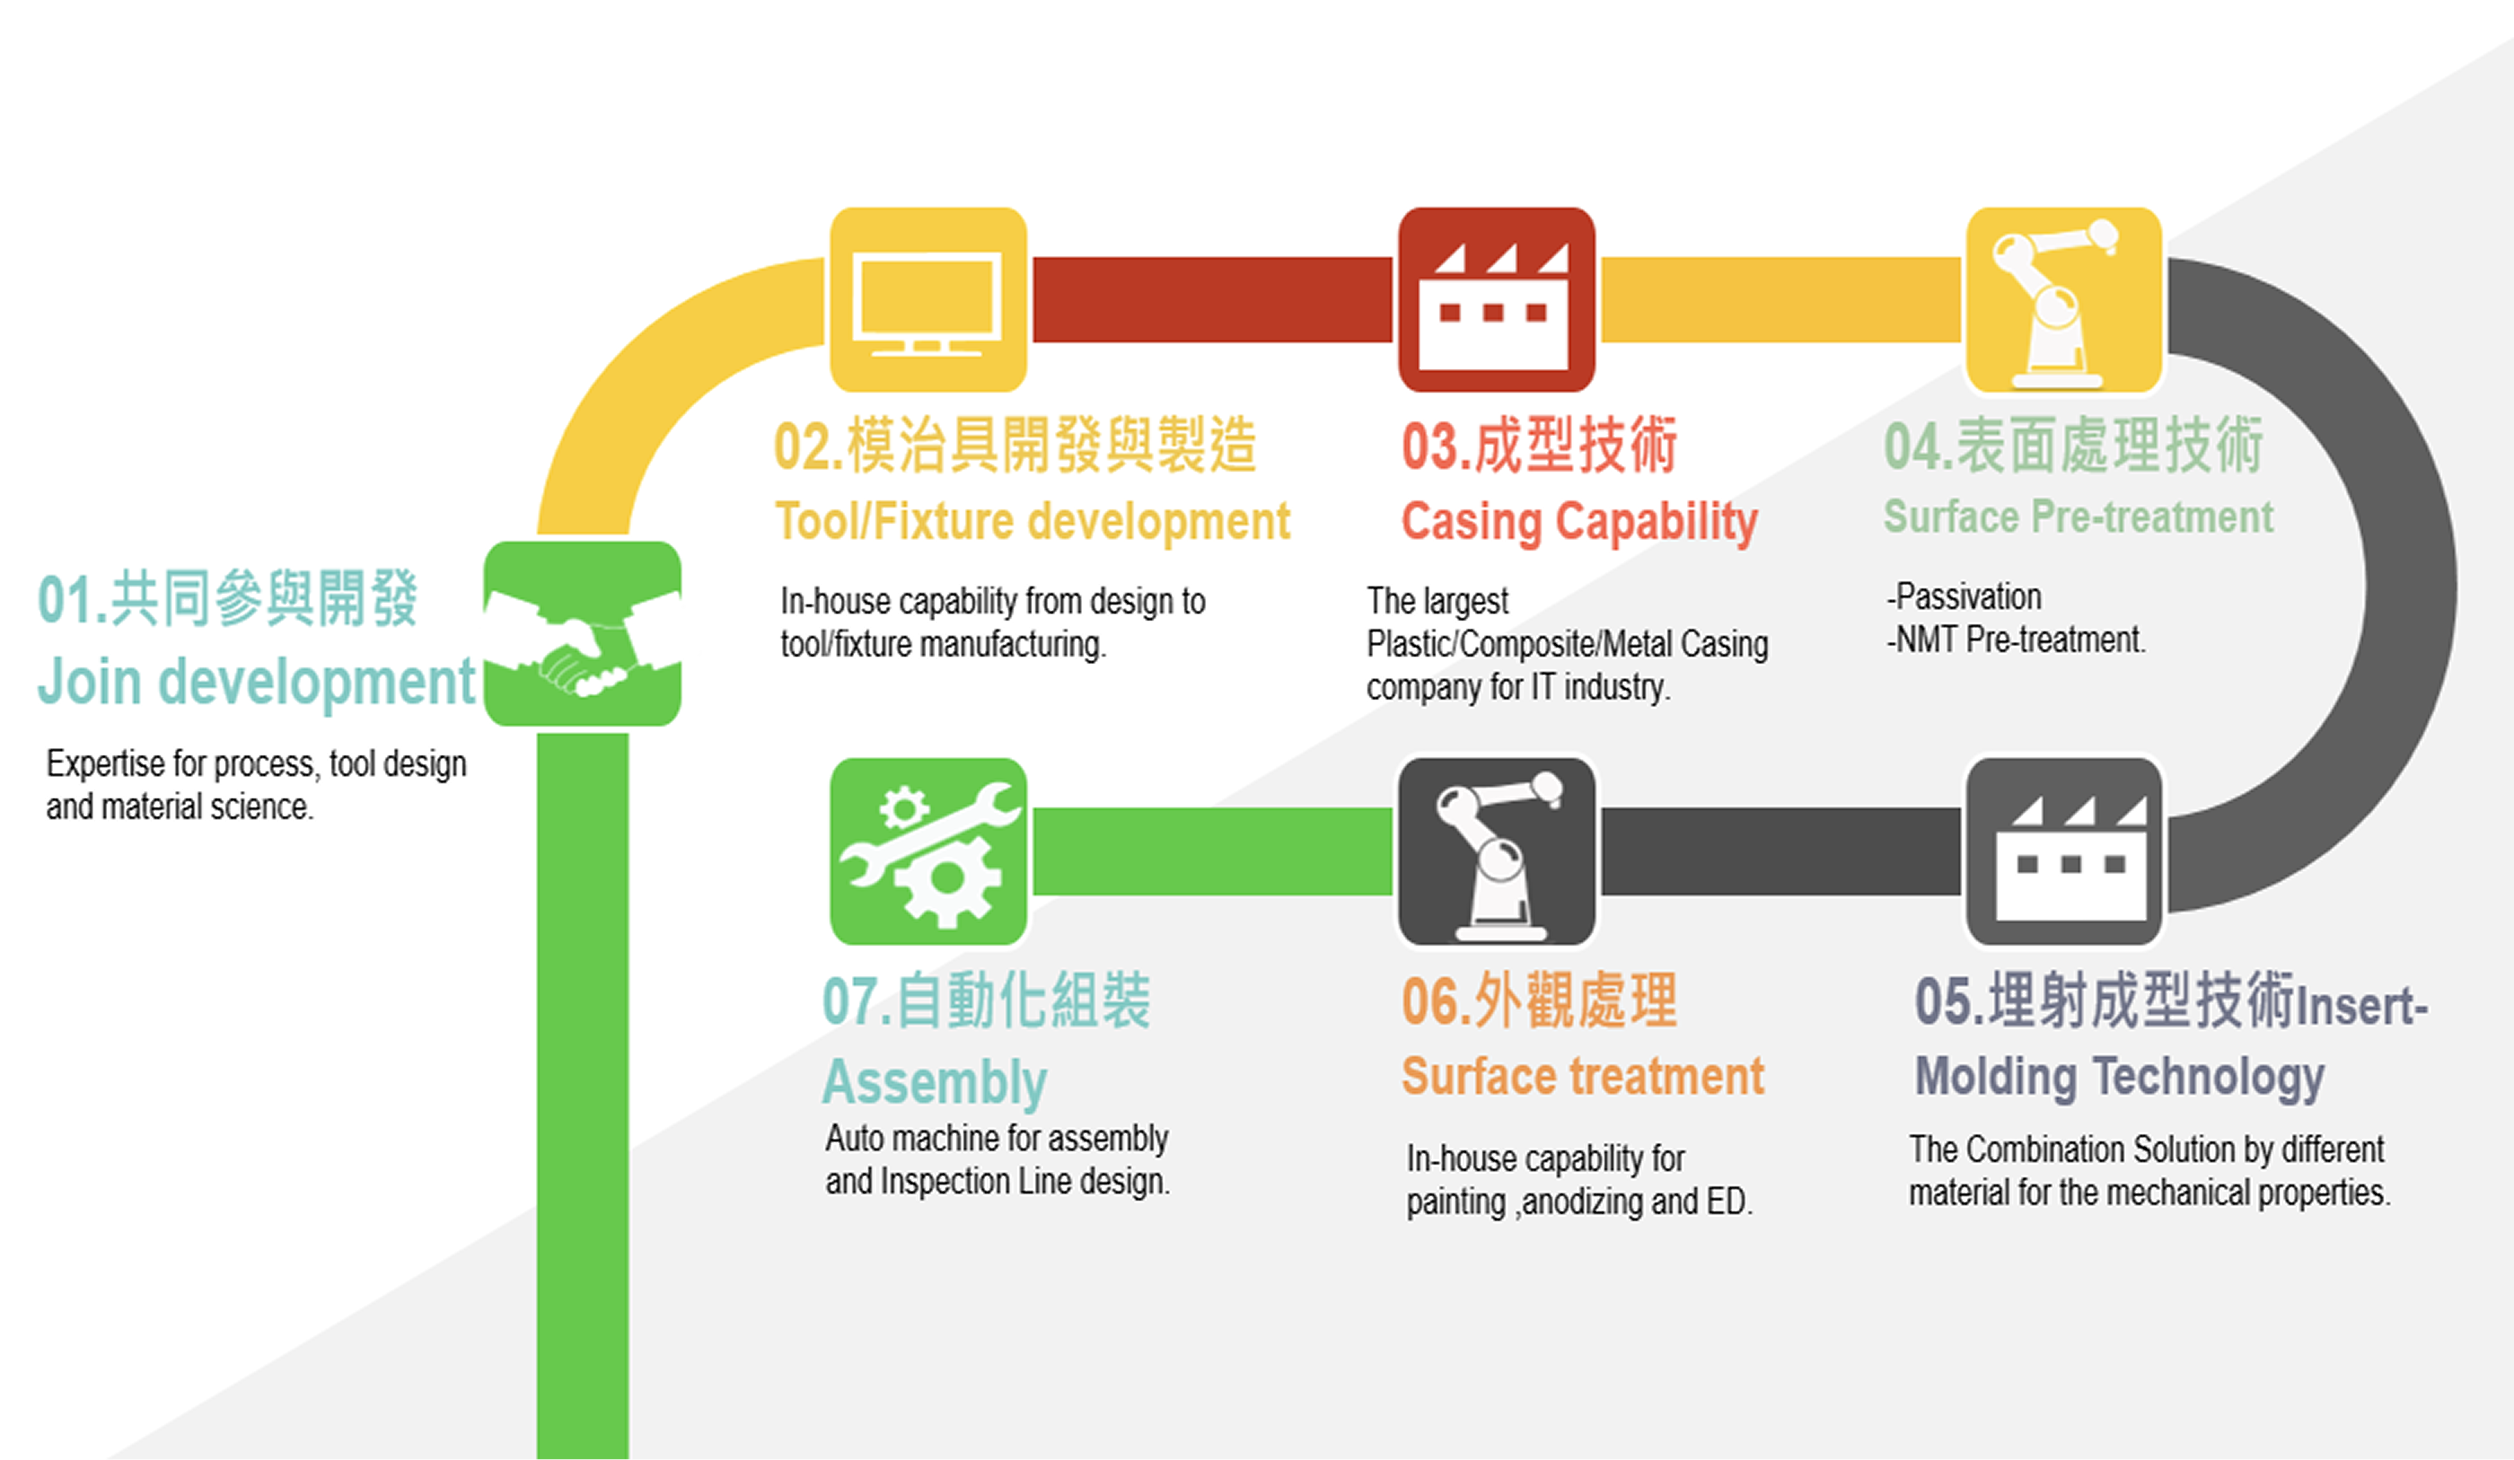 01.共同參與開發
Join development
Expertise for process, tool design
and material science.
02.模治具開發與製造
Tool/Fixture development
In-house capability from design to
tool/fixture manufacturing.
03.成型技術
Casing Capability
The largest
Plastic/Composite/Metal Casing
company for IT industry.
04.表面處理技術
Surface Pre-treatment
-Passivation
-NMT Pre-treatment.
05.埋射成型技術Insert-
Molding Technology
The Combination Solution by different
material for the mechanical properties.
06.外觀處理
Surface treatment
In-house capability for
painting ,anodizing and ED.
07.自動化組裝
Assembly
Auto machine for assembly
and Inspection Line design.